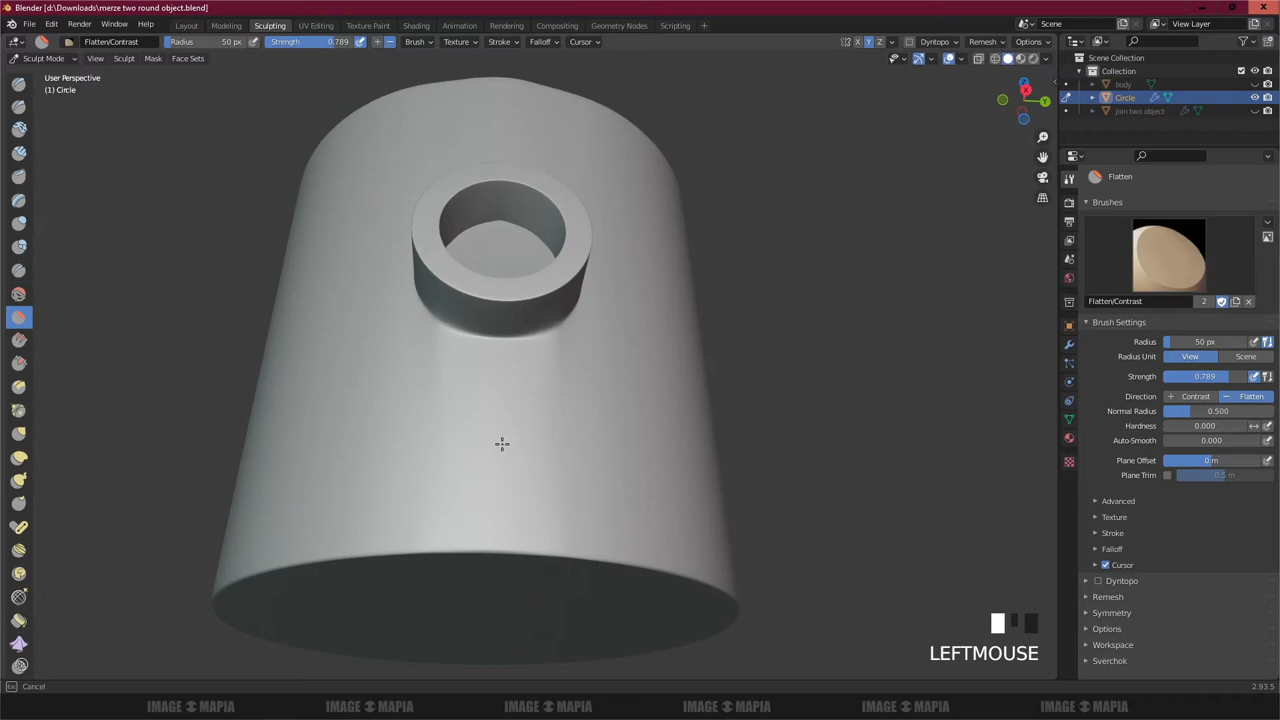 Blender [d:\Downloads\merze two round object.blend]
File Edit Render Window Help Layout Modeling Sculpting UV Editing Texture Paint Shading Animation Rendering Compositing Geometry Nodes Scripting + Scene View Layer
Flatten/Contrast Radius 50 px Strength 0.789 + − Brush Texture Stroke Falloff Cursor X Y Z Dyntopo Remesh Options
Sculpt Mode View Sculpt Mask Face Sets
Scene Collection
Collection
body
Circle
join two object
User Perspective
(1) Circle
Z
X
Y
Flatten
Brushes
Flatten/Contrast 2
Brush Settings
Radius 50 px
Radius Unit View Scene
Strength 0.789
Direction + Contrast − Flatten
Normal Radius 0.500
Hardness 0.000
Auto-Smooth 0.000
Plane Offset 0 m
Plane Trim 0.5 m
Advanced
Texture
Stroke
Falloff
Cursor
Dyntopo
Remesh
Symmetry
Options
Workspace
Sverchok
LEFTMOUSE
Esc Cancel 2.93.5
IMAGE MAPIA IMAGE MAPIA IMAGE MAPIA IMAGE MAPIA IMAGE MAPIA IMAGE MAPIA